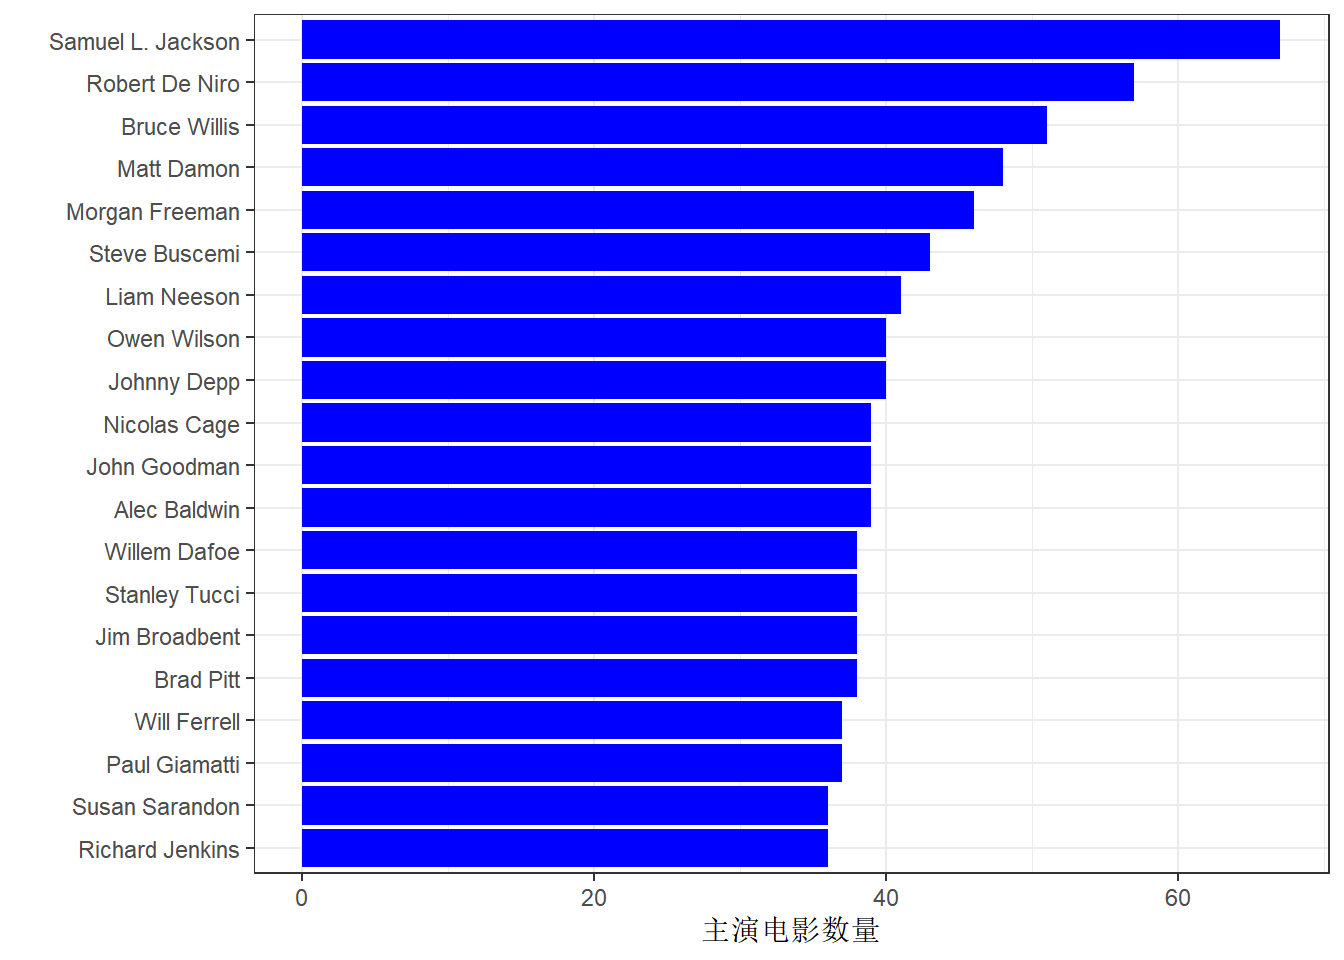 Samuel L. Jackson
Robert De Niro
Bruce Willis
Matt Damon
Morgan Freeman
Steve Buscemi
Liam Neeson
Owen Wilson
Johnny Depp
Nicolas Cage
John Goodman
Alec Baldwin
Willem Dafoe
Stanley Tucci
Jim Broadbent
Brad Pitt
Will Ferrell
Paul Giamatti
Susan Sarandon
Richard Jenkins
0 20 40 60
主演电影数量